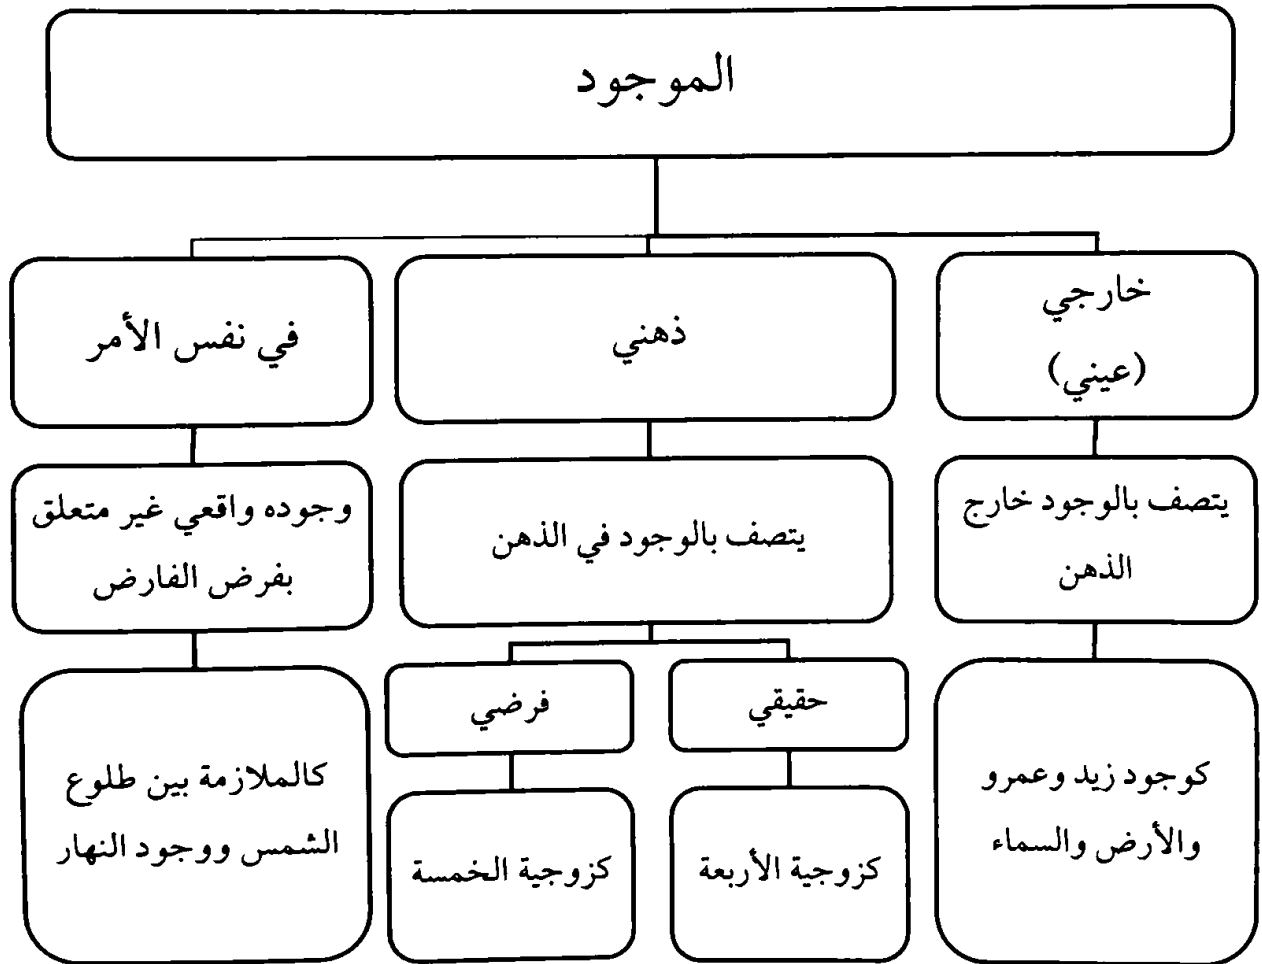 الموجود
خارجي
(عيني)
ذهني
في نفس الأمر
يتصف بالوجود خارج
الذهن
يتصف بالوجود في الذهن
وجوده واقعي غير متعلق
بفرض الفارض
حقيقي
فرضي
كوجود زيد وعمرو
والأرض والسماء
كزوجية الأربعة
كزوجية الخمسة
كالملازمة بين طلوع
الشمس ووجود النهار